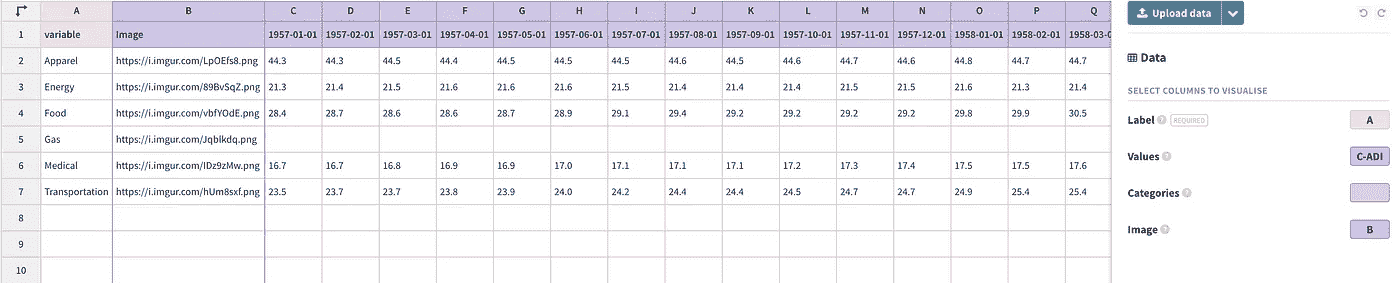 A B C D E F G H I J K L M N O P Q
1 variable Image 1957-01-01 1957-02-01 1957-03-01 1957-04-01 1957-05-01 1957-06-01 1957-07-01 1957-08-01 1957-09-01 1957-10-01 1957-11-01 1957-12-01 1958-01-01 1958-02-01 1958-03-0
2 Apparel https://i.imgur.com/LpOEfs8.png 44.3 44.3 44.5 44.4 44.5 44.5 44.5 44.6 44.5 44.6 44.7 44.6 44.8 44.7 44.7
3 Energy https://i.imgur.com/89BvSqZ.png 21.3 21.4 21.5 21.6 21.6 21.6 21.5 21.4 21.4 21.4 21.5 21.5 21.6 21.3 21.4
4 Food https://i.imgur.com/vbfYOdE.png 28.4 28.7 28.6 28.6 28.7 28.9 29.1 29.4 29.2 29.2 29.2 29.2 29.8 29.9 30.5
5 Gas https://i.imgur.com/Jqblkdq.png
6 Medical https://i.imgur.com/IDz9zMw.png 16.7 16.7 16.8 16.9 16.9 17.0 17.1 17.1 17.1 17.2 17.3 17.4 17.5 17.5 17.6
7 Transportation https://i.imgur.com/hUm8sxf.png 23.5 23.7 23.7 23.8 23.9 24.0 24.2 24.4 24.4 24.5 24.7 24.7 24.9 25.4 25.4
8
9
10
Upload data
Data
SELECT COLUMNS TO VISUALISE
Label ? REQUIRED A
Values ? C-ADI
Categories ?
Image ? B